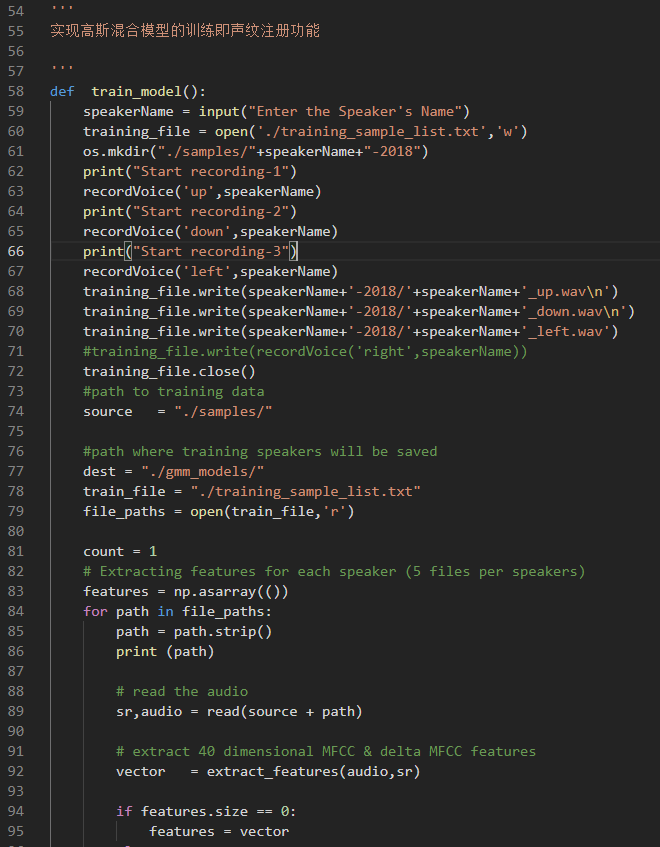 54 '''
55 实现高斯混合模型的训练即声纹注册功能
56
57 '''
58 def  train_model():
59     speakerName = input("Enter the Speaker's Name")
60     training_file = open('./training_sample_list.txt','w')
61     os.mkdir("./samples/"+speakerName+"-2018")
62     print("Start recording-1")
63     recordVoice('up',speakerName)
64     print("Start recording-2")
65     recordVoice('down',speakerName)
66     print("Start recording-3")
67     recordVoice('left',speakerName)
68     training_file.write(speakerName+'-2018/'+speakerName+'_up.wav\n')
69     training_file.write(speakerName+'-2018/'+speakerName+'_down.wav\n')
70     training_file.write(speakerName+'-2018/'+speakerName+'_left.wav')
71     #training_file.write(recordVoice('right',speakerName))
72     training_file.close()
73     #path to training data
74     source   = "./samples/"
75
76     #path where training speakers will be saved
77     dest = "./gmm_models/"
78     train_file = "./training_sample_list.txt"
79     file_paths = open(train_file,'r')
80
81     count = 1
82     # Extracting features for each speaker (5 files per speakers)
83     features = np.asarray(())
84     for path in file_paths:
85         path = path.strip()
86         print (path)
87
88         # read the audio
89         sr,audio = read(source + path)
90
91         # extract 40 dimensional MFCC & delta MFCC features
92         vector   = extract_features(audio,sr)
93
94         if features.size == 0:
95             features = vector